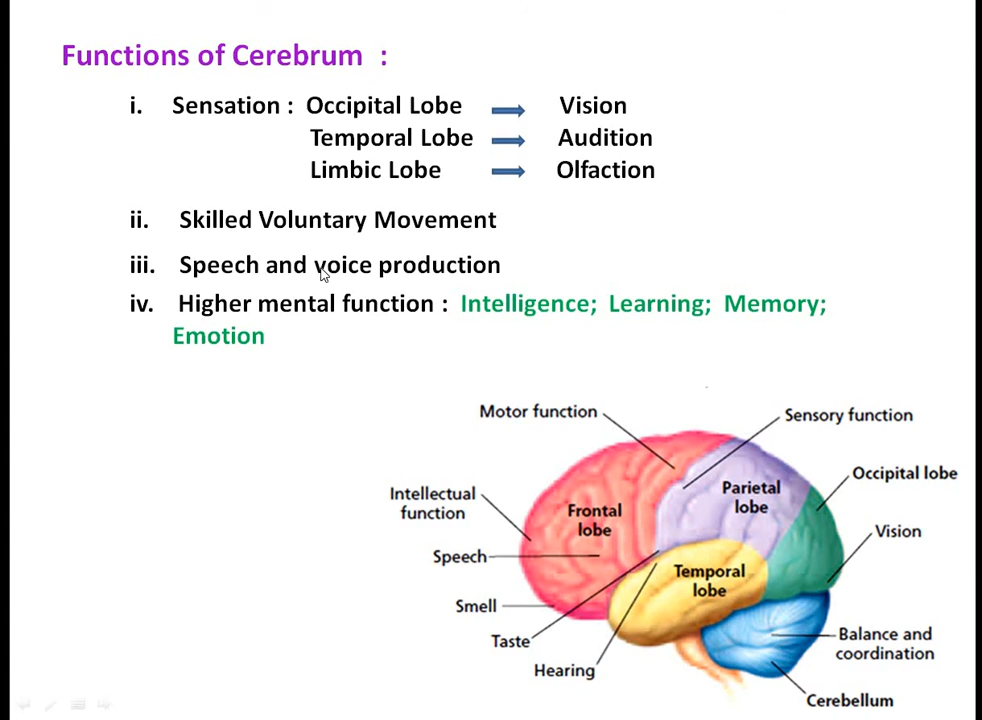 Functions of Cerebrum :
i. Sensation : Occipital Lobe Vision
Temporal Lobe Audition
Limbic Lobe Olfaction
ii. Skilled Voluntary Movement
iii. Speech and voice production
iv. Higher mental function : Intelligence; Learning; Memory;
Emotion
Motor function
Sensory function
Occipital lobe
Intellectual
function
Parietal
lobe
Frontal
lobe
Vision
Speech
Temporal
lobe
Smell
Taste
Balance and
coordination
Hearing
Cerebellum